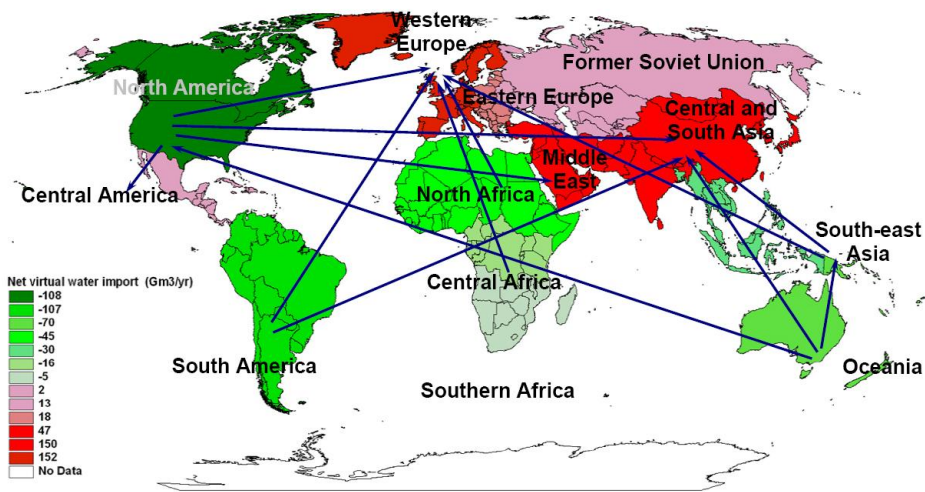 Western
Europe
Former Soviet Union
North America
Eastern Europe
Central and
South Asia
Middle
East
Central America
North Africa
South-east
Asia
Central Africa
South America
Oceania
Southern Africa
Net virtual water import (Gm3/yr)
-108
-107
-70
-45
-30
-16
-5
2
13
18
47
150
152
No Data